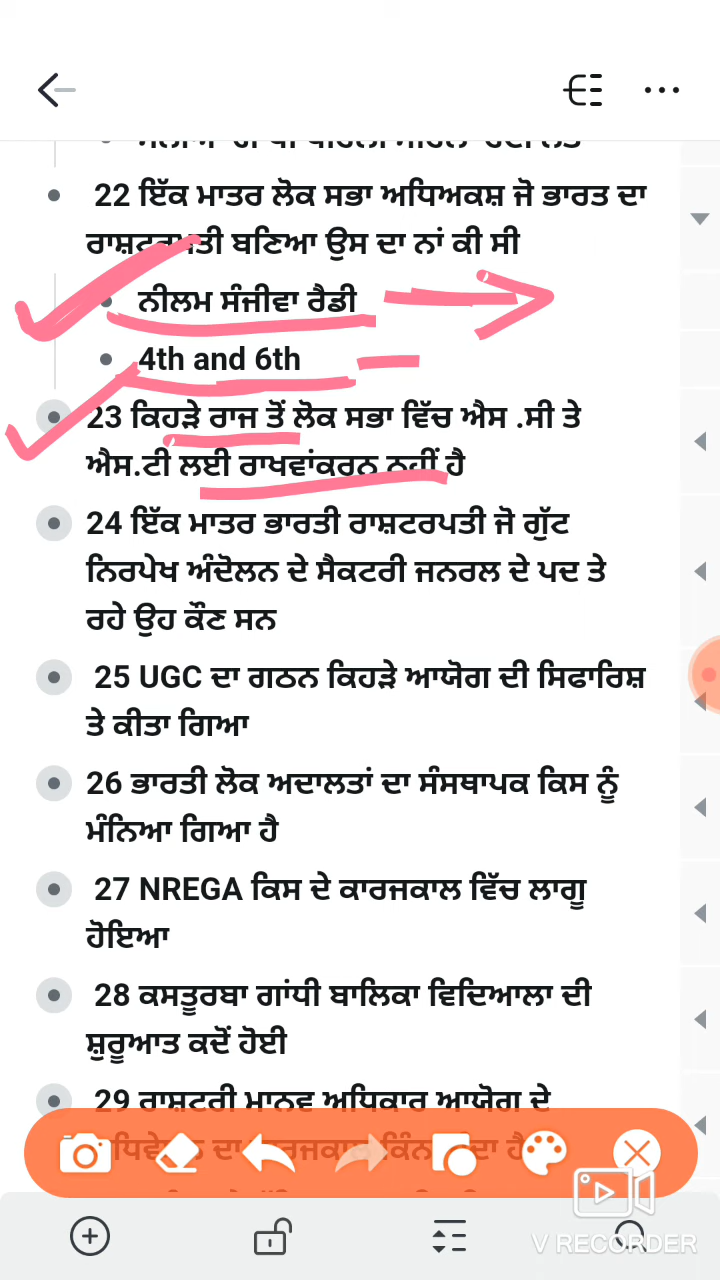 22 ਇੱਕ ਮਾਤਰ ਲੋਕ ਸਭਾ ਅਧਿਅਕਸ਼ ਜੋ ਭਾਰਤ ਦਾ
ਰਾਸ਼ਟਰਪਤੀ ਬਣਿਆ ਉਸ ਦਾ ਨਾਂ ਕੀ ਸੀ
ਨੀਲਮ ਸੰਜੀਵਾ ਰੈਡੀ
4th and 6th
23 ਕਿਹੜੇ ਰਾਜ ਤੋਂ ਲੋਕ ਸਭਾ ਵਿੱਚ ਐਸ .ਸੀ ਤੇ
ਐਸ.ਟੀ ਲਈ ਰਾਖਵਾਂਕਰਨ ਨਹੀਂ ਹੈ
24 ਇੱਕ ਮਾਤਰ ਭਾਰਤੀ ਰਾਸ਼ਟਰਪਤੀ ਜੋ ਗੁੱਟ
ਨਿਰਪੇਖ ਅੰਦੋਲਨ ਦੇ ਸੈਕਟਰੀ ਜਨਰਲ ਦੇ ਪਦ ਤੇ
ਰਹੇ ਉਹ ਕੌਣ ਸਨ
25 UGC ਦਾ ਗਠਨ ਕਿਹੜੇ ਆਯੋਗ ਦੀ ਸਿਫਾਰਿਸ਼
ਤੇ ਕੀਤਾ ਗਿਆ
26 ਭਾਰਤੀ ਲੋਕ ਅਦਾਲਤਾਂ ਦਾ ਸੰਸਥਾਪਕ ਕਿਸ ਨੂੰ
ਮੰਨਿਆ ਗਿਆ ਹੈ
27 NREGA ਕਿਸ ਦੇ ਕਾਰਜਕਾਲ ਵਿੱਚ ਲਾਗੂ
ਹੋਇਆ
28 ਕਸਤੂਰਬਾ ਗਾਂਧੀ ਬਾਲਿਕਾ ਵਿਦਿਆਲਾ ਦੀ
ਸ਼ੁਰੂਆਤ ਕਦੋਂ ਹੋਈ
29 ਰਾਸ਼ਟਰੀ ਮਾਨਵ ਅਧਿਕਾਰ ਆਯੋਗ ਦੇ
ਦਾ ਹੈ
V RECORDER